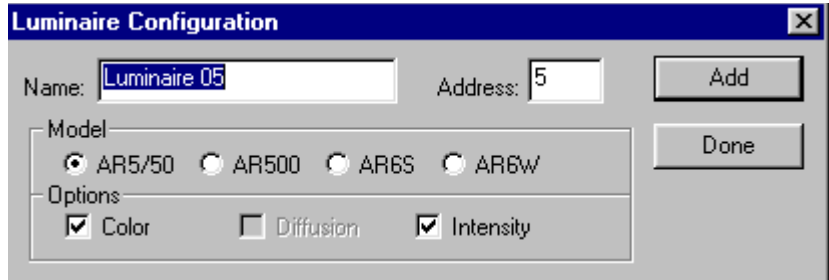 Luminaire Configuration
Name: Luminaire 05 Address: 5 Add
Model
AR5/50 AR500 AR6S AR6W Done
Options
Color Diffusion Intensity